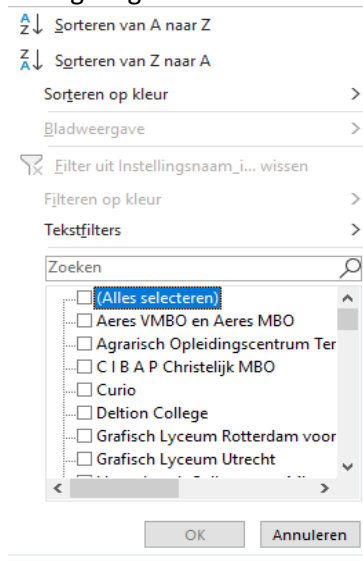 Sorteren van A naar Z
Sorteren van Z naar A
Sorteren op kleur
Bladweergave
Filter uit Instellingsnaam_i... wissen
Filteren op kleur
Tekstfilters
Zoeken
(Alles selecteren)
Aeres VMBO en Aeres MBO
Agrarisch Opleidingscentrum Ter
C I B A P Christelijk MBO
Curio
Deltion College
Grafisch Lyceum Rotterdam voor
Grafisch Lyceum Utrecht
OK Annuleren